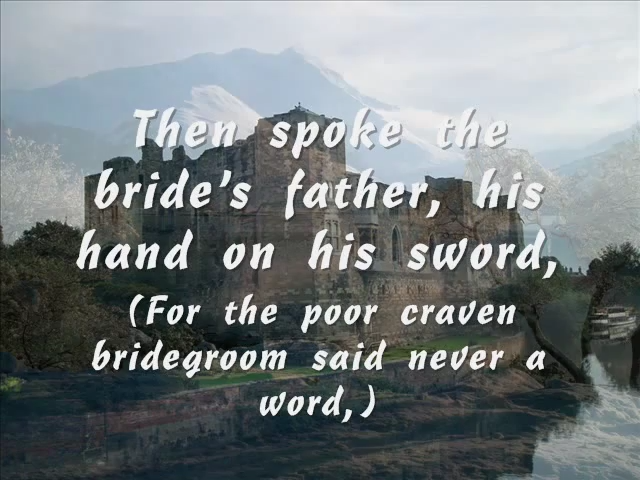 Then spoke the
bride's father, his
hand on his sword,
(For the poor craven
bridegroom said never a
word,)